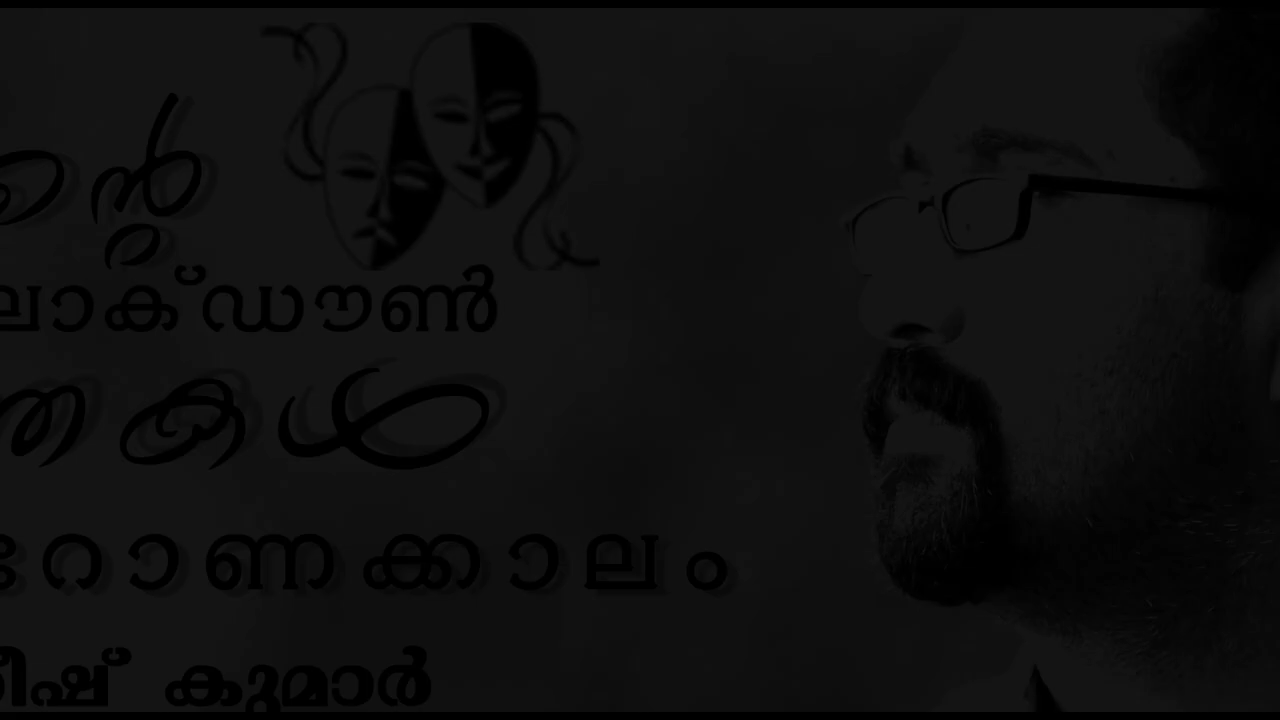 ന്റെ
ലാക്ഡൗൺ
തകൾ
റോണക്കാലം
ീഷ് കുമാർ